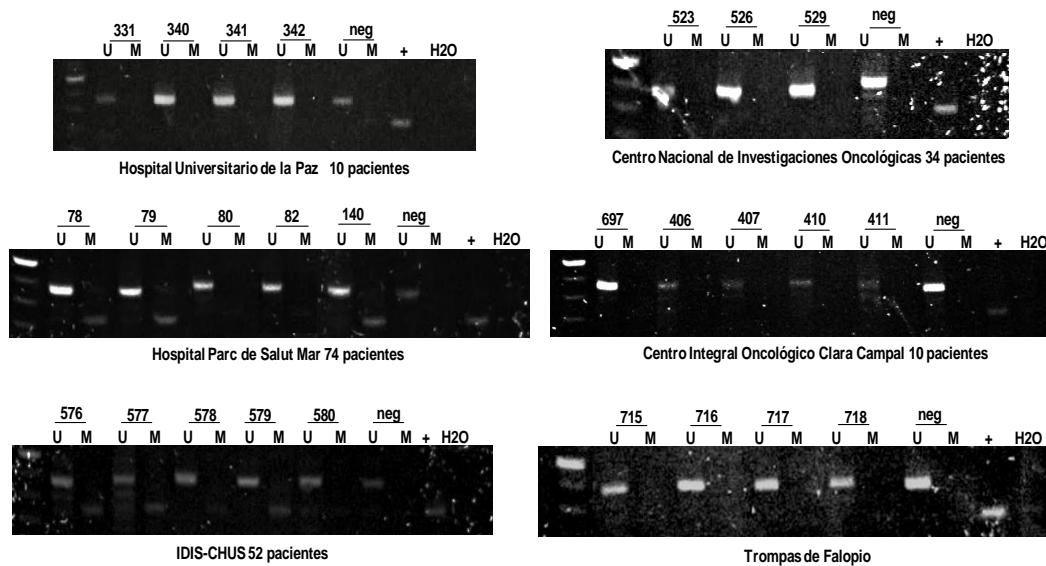 331 340 341 342 neg
U M U M U M U M U M + H2O
Hospital Universitario de la Paz 10 pacientes
523 526 529 neg
U M U M U M U M + H2O
Centro Nacional de Investigaciones Oncológicas 34 pacientes
78 79 80 82 140 neg
U M U M U M U M U M U M + H2O
Hospital Parc de Salut Mar 74 pacientes
697 406 407 410 411 neg
U M U M U M U M U M U M + H2O
Centro Integral Oncológico Clara Campal 10 pacientes
576 577 578 579 580 neg
U M U M U M U M U M U M + H2O
IDIS-CHUS 52 pacientes
715 716 717 718 neg
U M U M U M U M U M + H2O
Trompas de Falopio